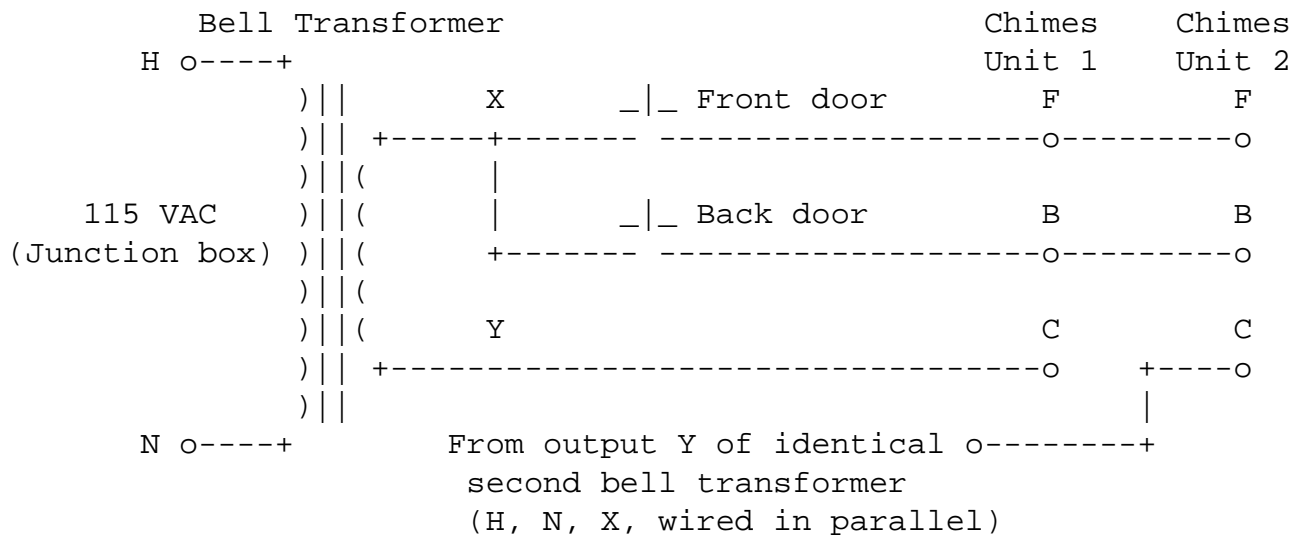 Bell Transformer Chimes Chimes
H o----+ Unit 1 Unit 2
)|| X _|_ Front door F F
)|| +-----+------- --------------------o---------o
)||( |
115 VAC )||( | _|_ Back door B B
(Junction box) )||( +------- --------------------o---------o
)||(
)||( Y C C
)|| +----------------------------------o +----o
)|| |
N o----+ From output Y of identical o--------+
second bell transformer
(H, N, X, wired in parallel)